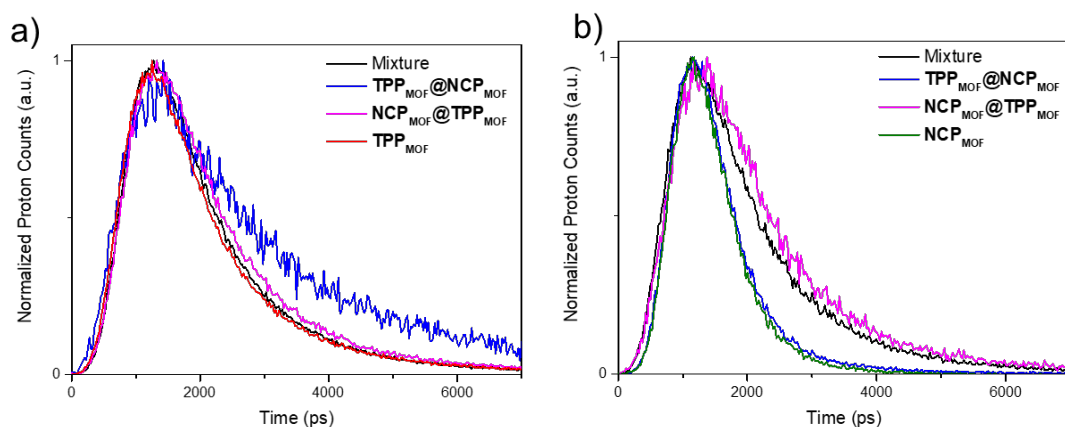 a)
Normalized Proton Counts (a.u.)
1
0
0
2000
4000
6000
Time (ps)
Mixture
TPPMOF@NCPMOF
NCPMOF@TPPMOF
TPPMOF
b)
Normalized Proton Counts (a.u.)
1
0
0
2000
4000
6000
Time (ps)
Mixture
TPPMOF@NCPMOF
NCPMOF@TPPMOF
NCPMOF